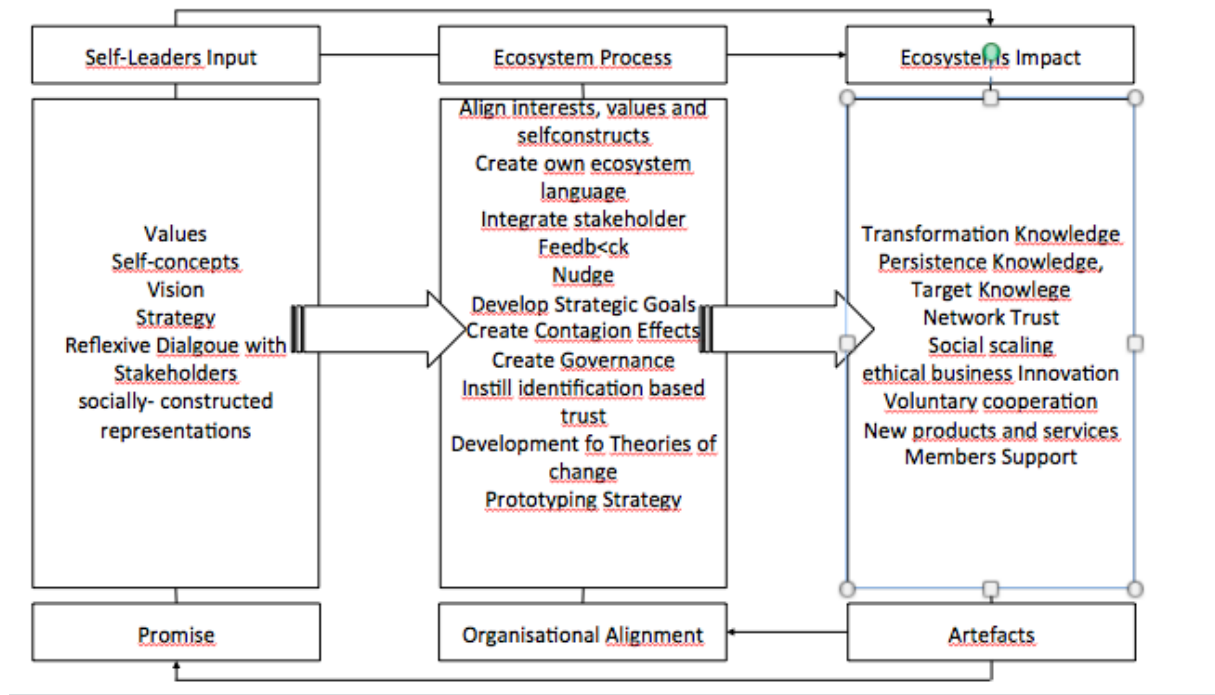 Self-Leaders Input
Ecosystem Process
Ecosystems Impact
Values
Self-concepts
Vision
Strategy
Reflexive Dialgoue with
Stakeholders
socially- constructed
representations
Align interests, values and
selfconstructs
Create own ecosystem
language
Integrate stakeholder
Feedb<ck
Nudge
Develop Strategic Goals
Create Contagion Effects
Create Governance
Instill identification based
trust
Development fo Theories of
change
Prototyping Strategy
Transformation Knowledge
Persistence Knowledge,
Target Knowlege
Network Trust
Social scaling
ethical business Innovation
Voluntary cooperation
New products and services
Members Support
Promise
Organisational Alignment
Artefacts